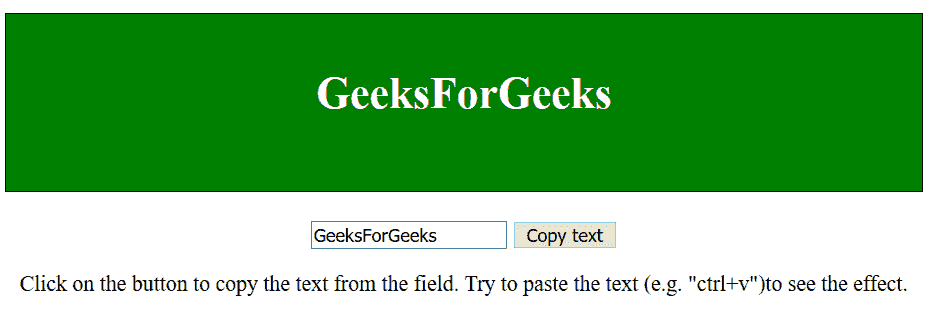 GeeksForGeeks
GeeksForGeeks Copy text
Click on the button to copy the text from the field. Try to paste the text (e.g. "ctrl+v")to see the effect.